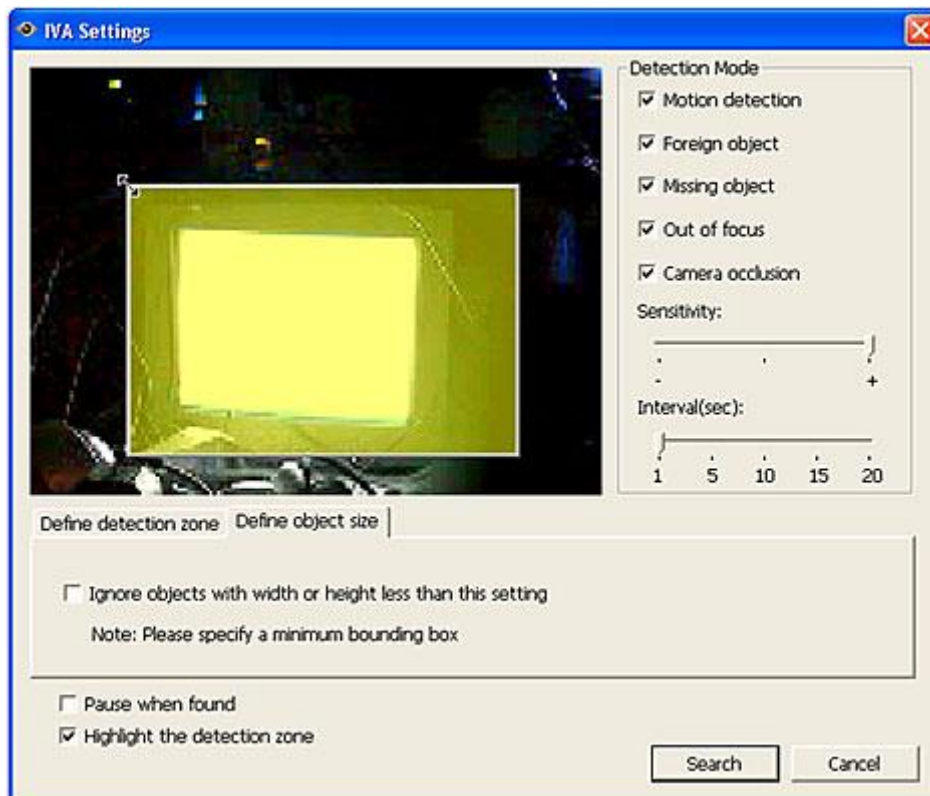 IVA Settings
Detection Mode
Motion detection
Foreign object
Missing object
Out of focus
Camera occlusion
Sensitivity:
- +
Interval(sec):
1 5 10 15 20
Define detection zone Define object size
Ignore objects with width or height less than this setting
Note: Please specify a minimum bounding box
Pause when found
Highlight the detection zone
Search Cancel